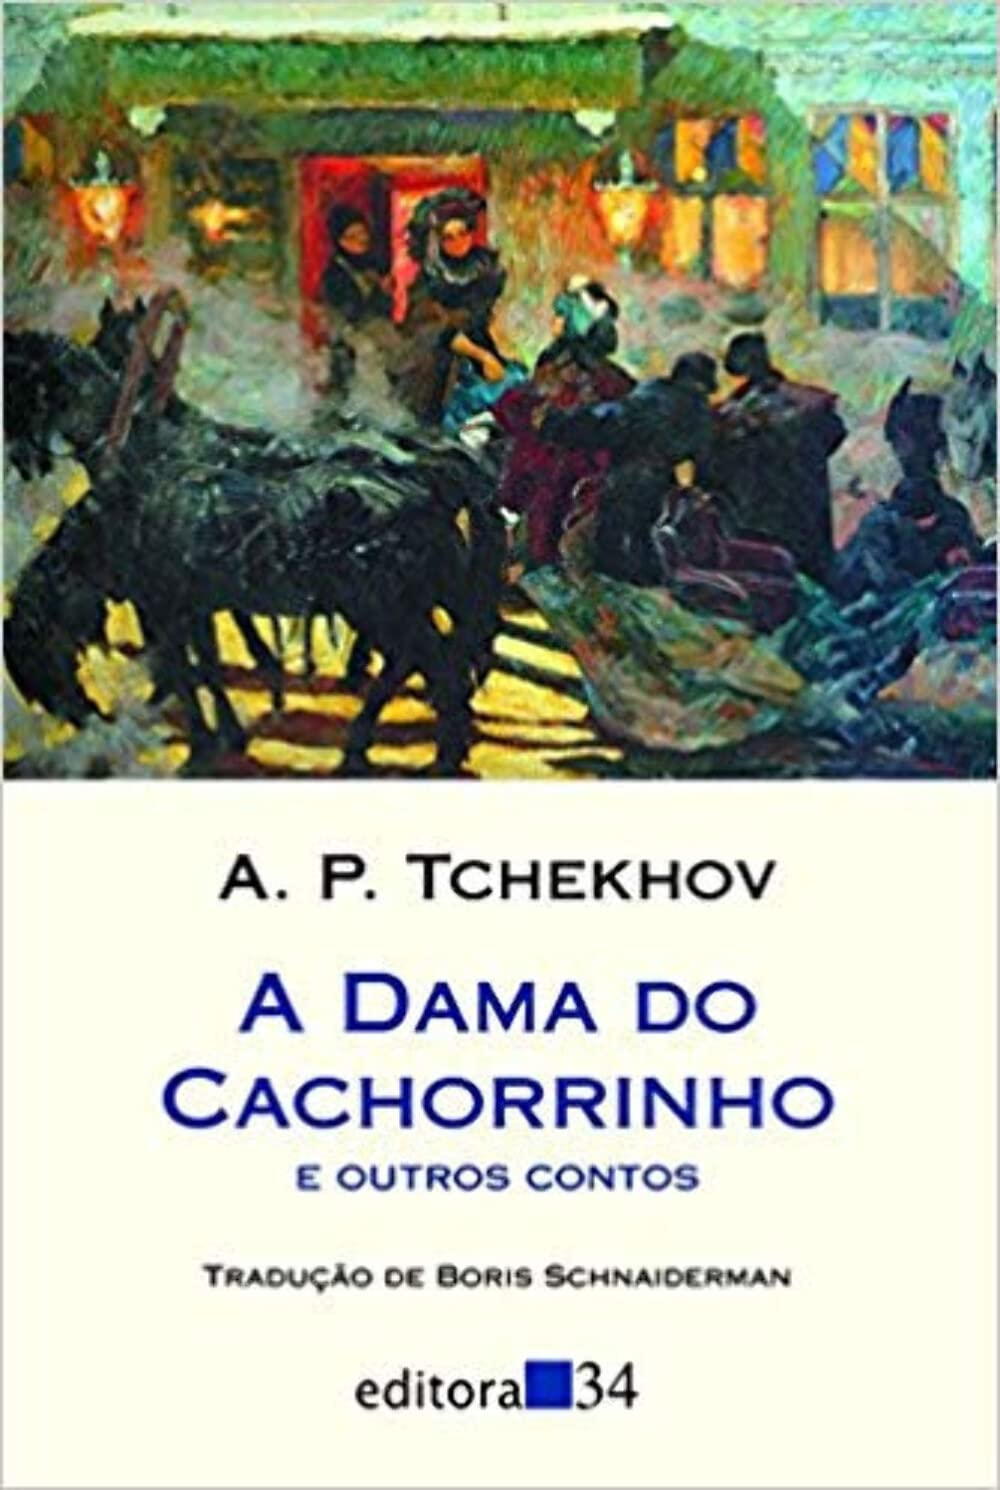 A. P. TCHEKHOV
A DAMA DO
CACHORRINHO
E OUTROS CONTOS
TRADUÇÃO DE BORIS SCHNAIDERMAN
editora 34